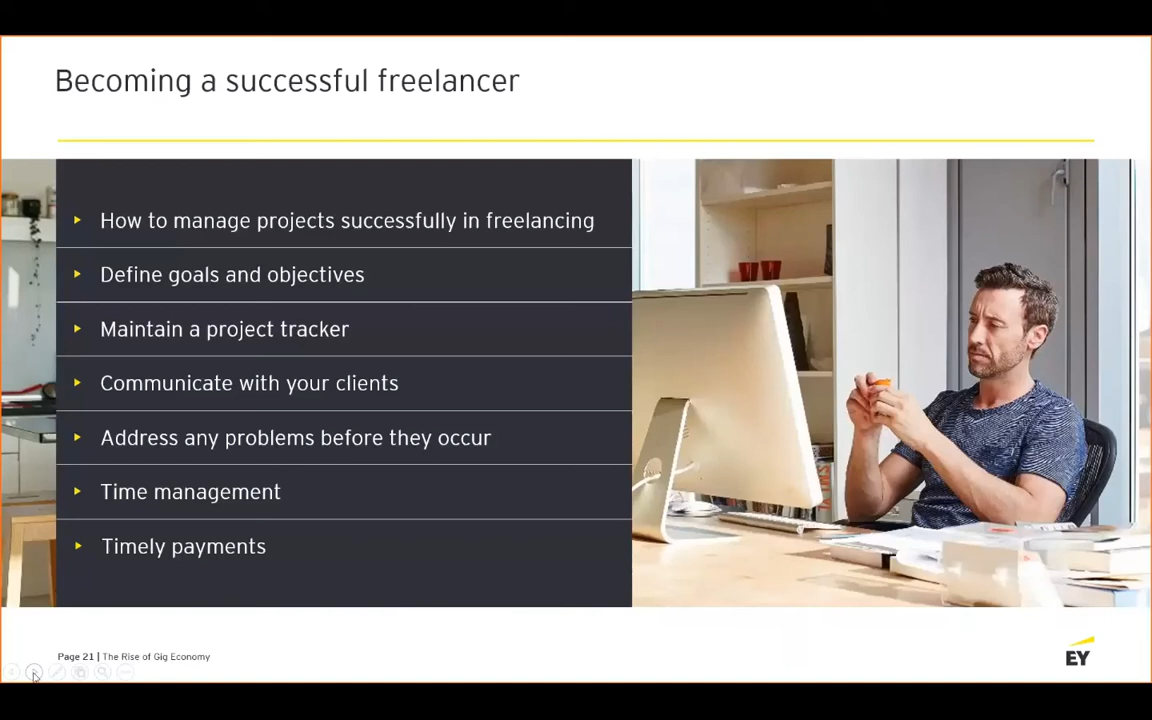 Becoming a successful freelancer
How to manage projects successfully in freelancing
Define goals and objectives
Maintain a project tracker
Communicate with your clients
Address any problems before they occur
Time management
Timely payments
Page 21 | The Rise of Gig Economy
EY